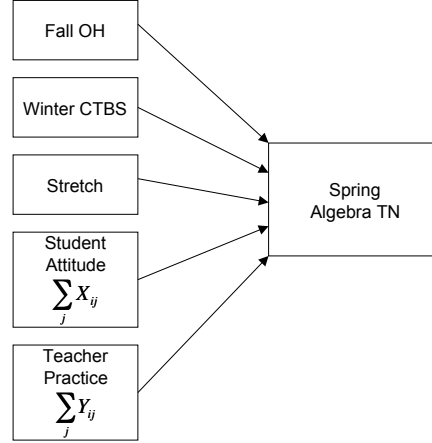 Fall OH
Winter CTBS
Stretch
Student
Attitude
∑ X_ij
j
Teacher
Practice
∑ Y_ij
j
Spring
Algebra TN